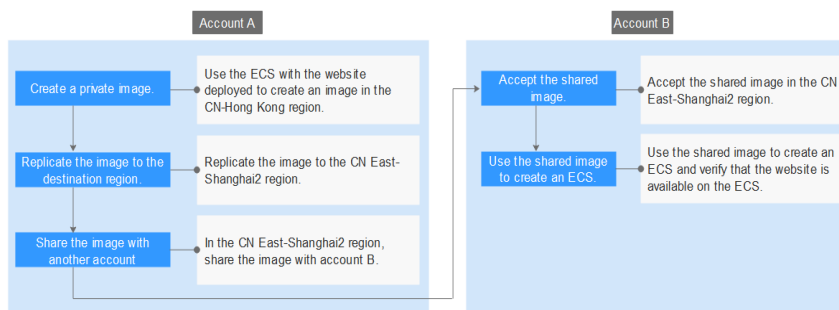 Account A
Create a private image.
Use the ECS with the website
deployed to create an image in the
CN-Hong Kong region.
Replicate the image to the
destination region.
Replicate the image to the CN East-
Shanghai2 region.
Share the image with
another account
In the CN East-Shanghai2 region,
share the image with account B.
Account B
Accept the shared
image.
Accept the shared image in the CN
East-Shanghai2 region.
Use the shared image
to create an ECS.
Use the shared image to create an
ECS and verify that the website is
available on the ECS.